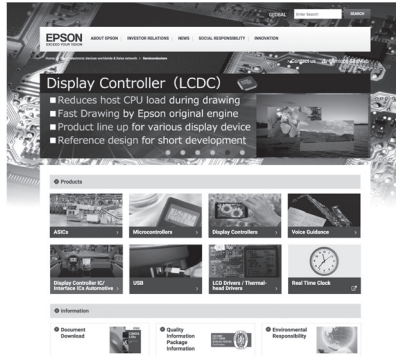 GLOBAL
Enter Search
SEARCH
EPSON
EXCEED YOUR VISION
ABOUT EPSON
INVESTOR RELATIONS
NEWS
SOCIAL RESPONSIBILITY
INNOVATION
Semiconductors
Contact us
Display Controller (LCDC)
■Reduces host CPU load during drawing
■Fast Drawing by Epson original engine
■Product line up for various display device
■Reference design for short development
Products
ASICs
Microcontrollers
Display Controllers
Voice Guidance
Display Controller IC/
Interface ICs Automotive
USB
LCD Drivers / Thermal-
head Drivers
Real Time Clock
Information
Document
Download
Quality
Information
Package
Information
Environmental
Responsibility